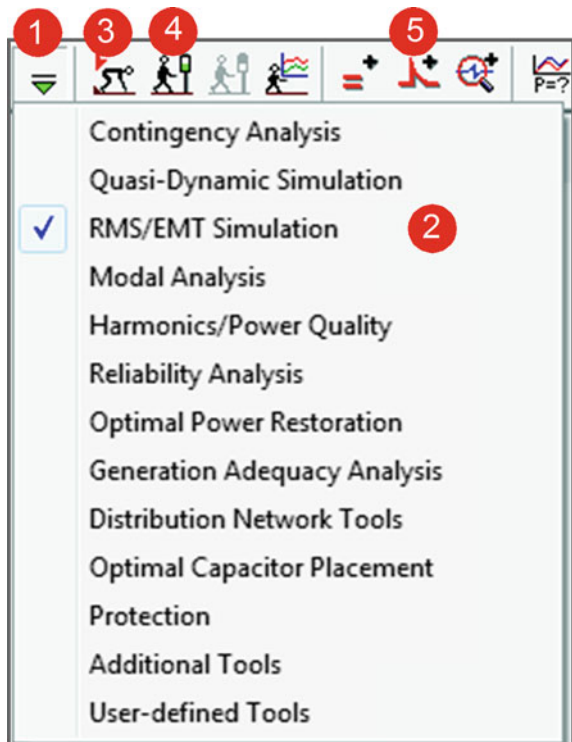 1 3 4 5
P=?
Contingency Analysis
Quasi-Dynamic Simulation
RMS/EMT Simulation 2
Modal Analysis
Harmonics/Power Quality
Reliability Analysis
Optimal Power Restoration
Generation Adequacy Analysis
Distribution Network Tools
Optimal Capacitor Placement
Protection
Additional Tools
User-defined Tools